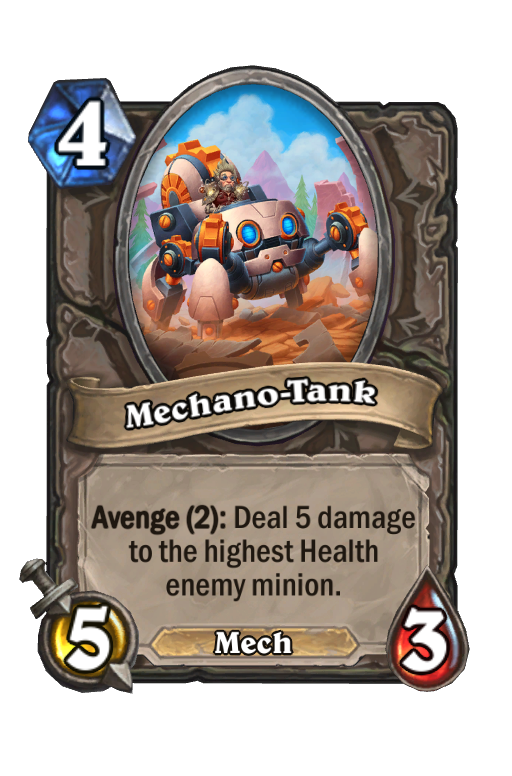 4
Mechano-Tank
Avenge (2): Deal 5 damage
to the highest Health
enemy minion.
5
Mech
3